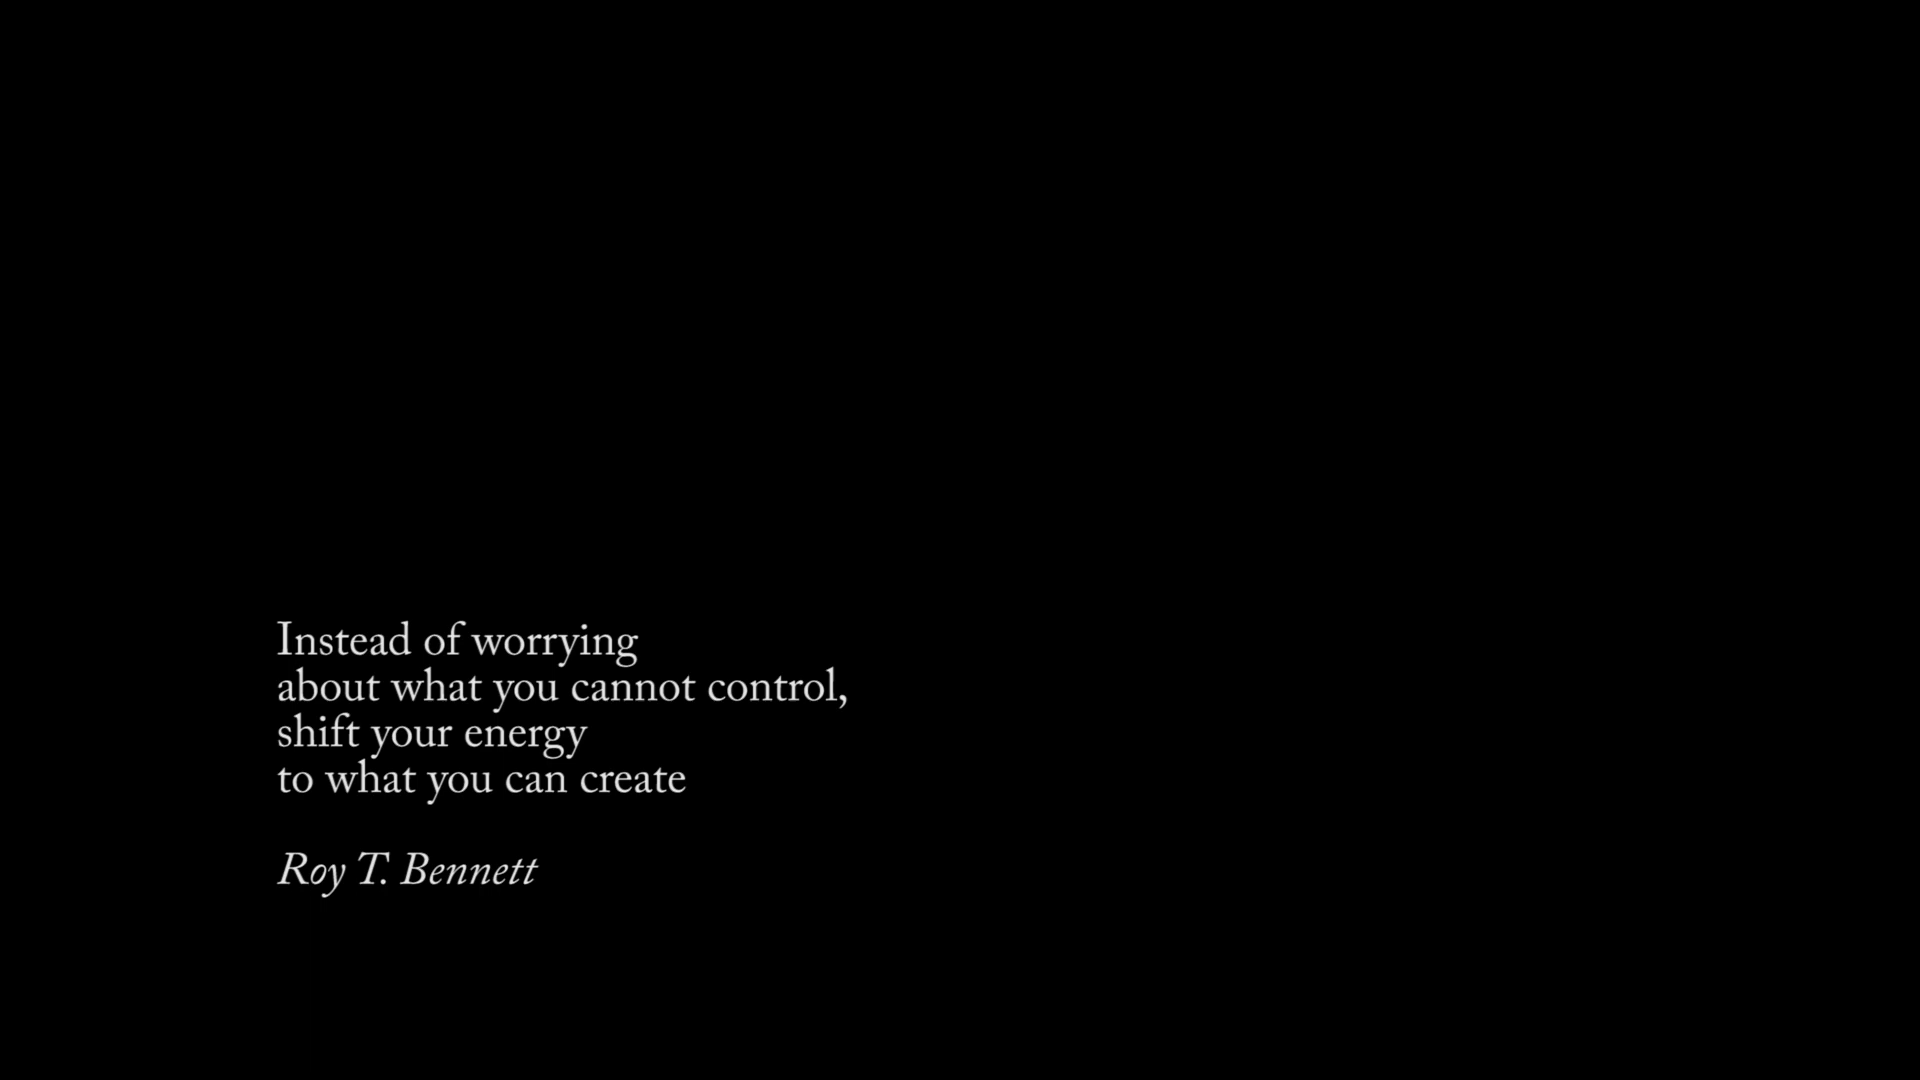 Instead of worrying
about what you cannot control,
shift your energy
to what you can create
Roy T. Bennett